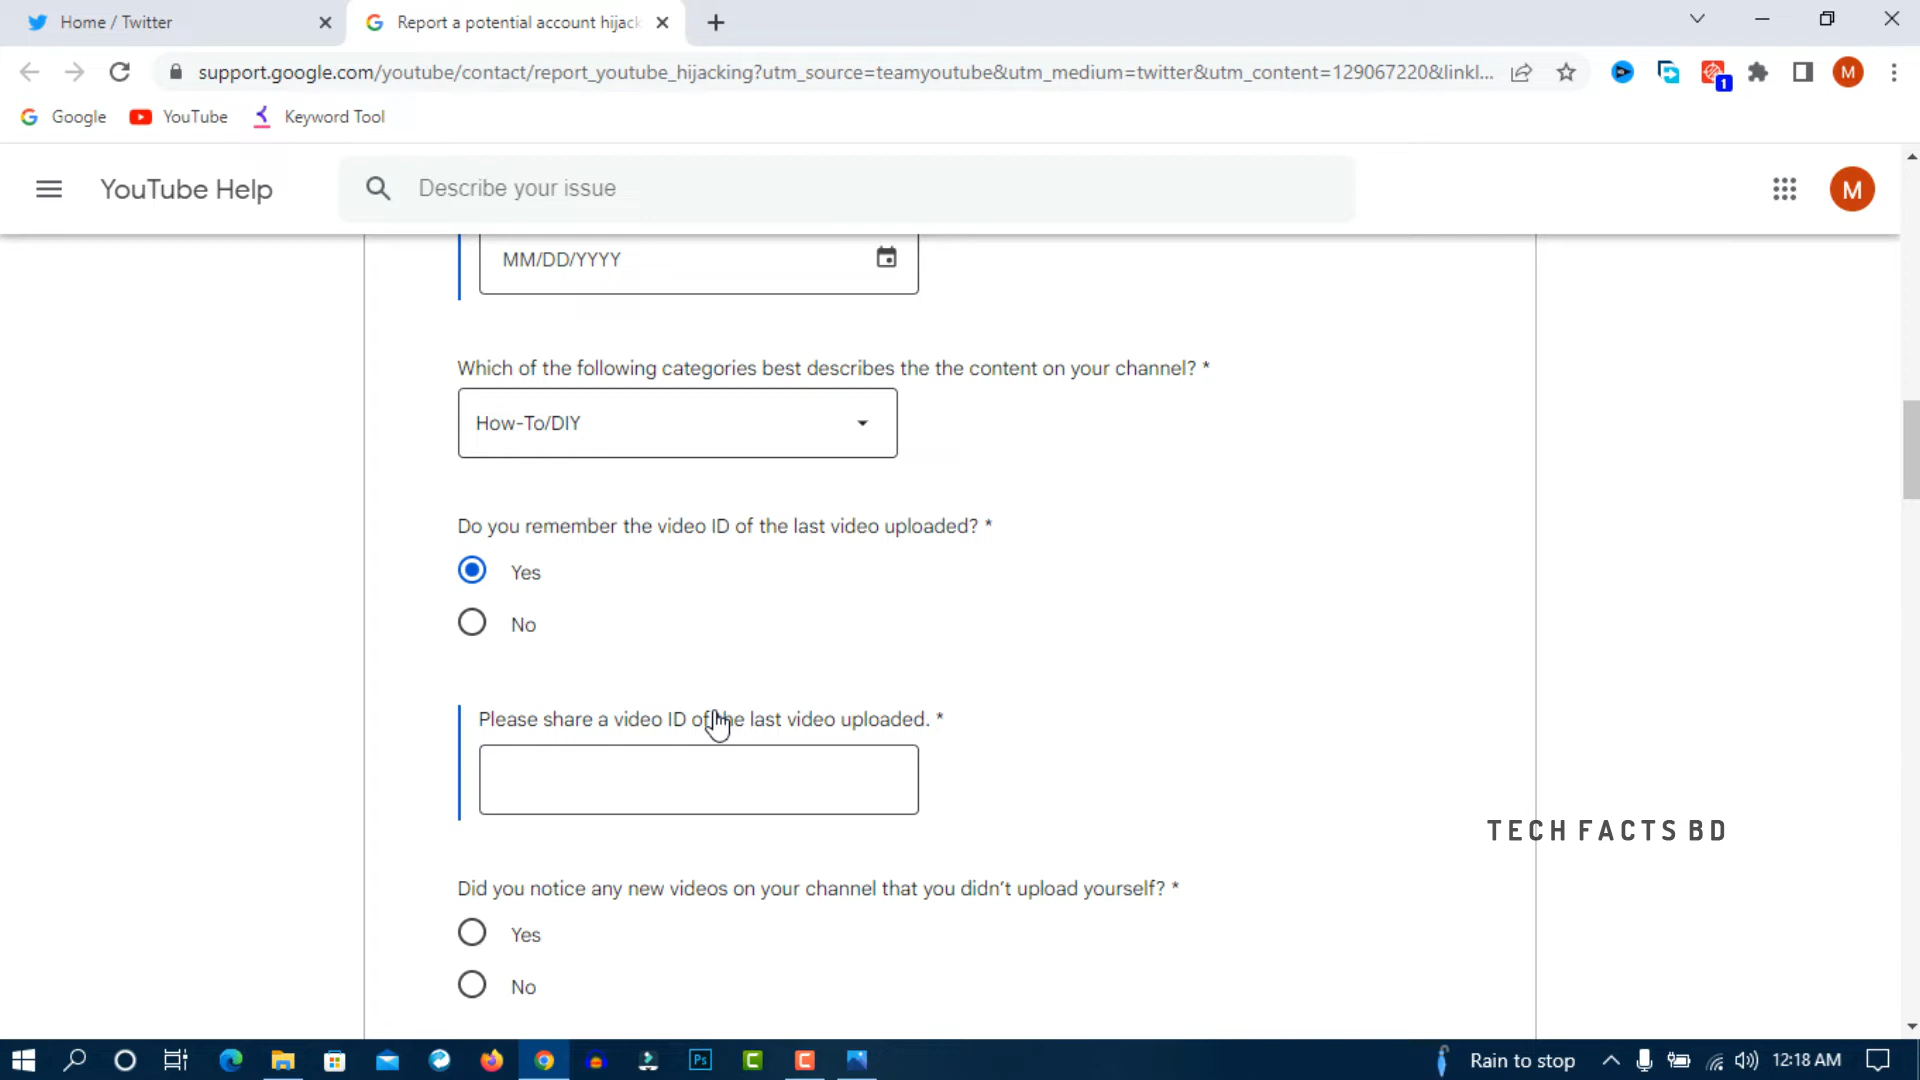 Home / Twitter
Report a potential account hijack
support.google.com/youtube/contact/report_youtube_hijacking?utm_source=teamyoutube&utm_medium=twitter&utm_content=129067220&linkl...
1
M
Google
YouTube
Keyword Tool
YouTube Help
Describe your issue
M
MM/DD/YYYY
Which of the following categories best describes the the content on your channel? *
How-To/DIY
Do you remember the video ID of the last video uploaded? *
Yes
No
Please share a video ID of the last video uploaded. *
TECH FACTS BD
Did you notice any new videos on your channel that you didn't upload yourself? *
Yes
No
Ps
C
C
Rain to stop
12:18 AM